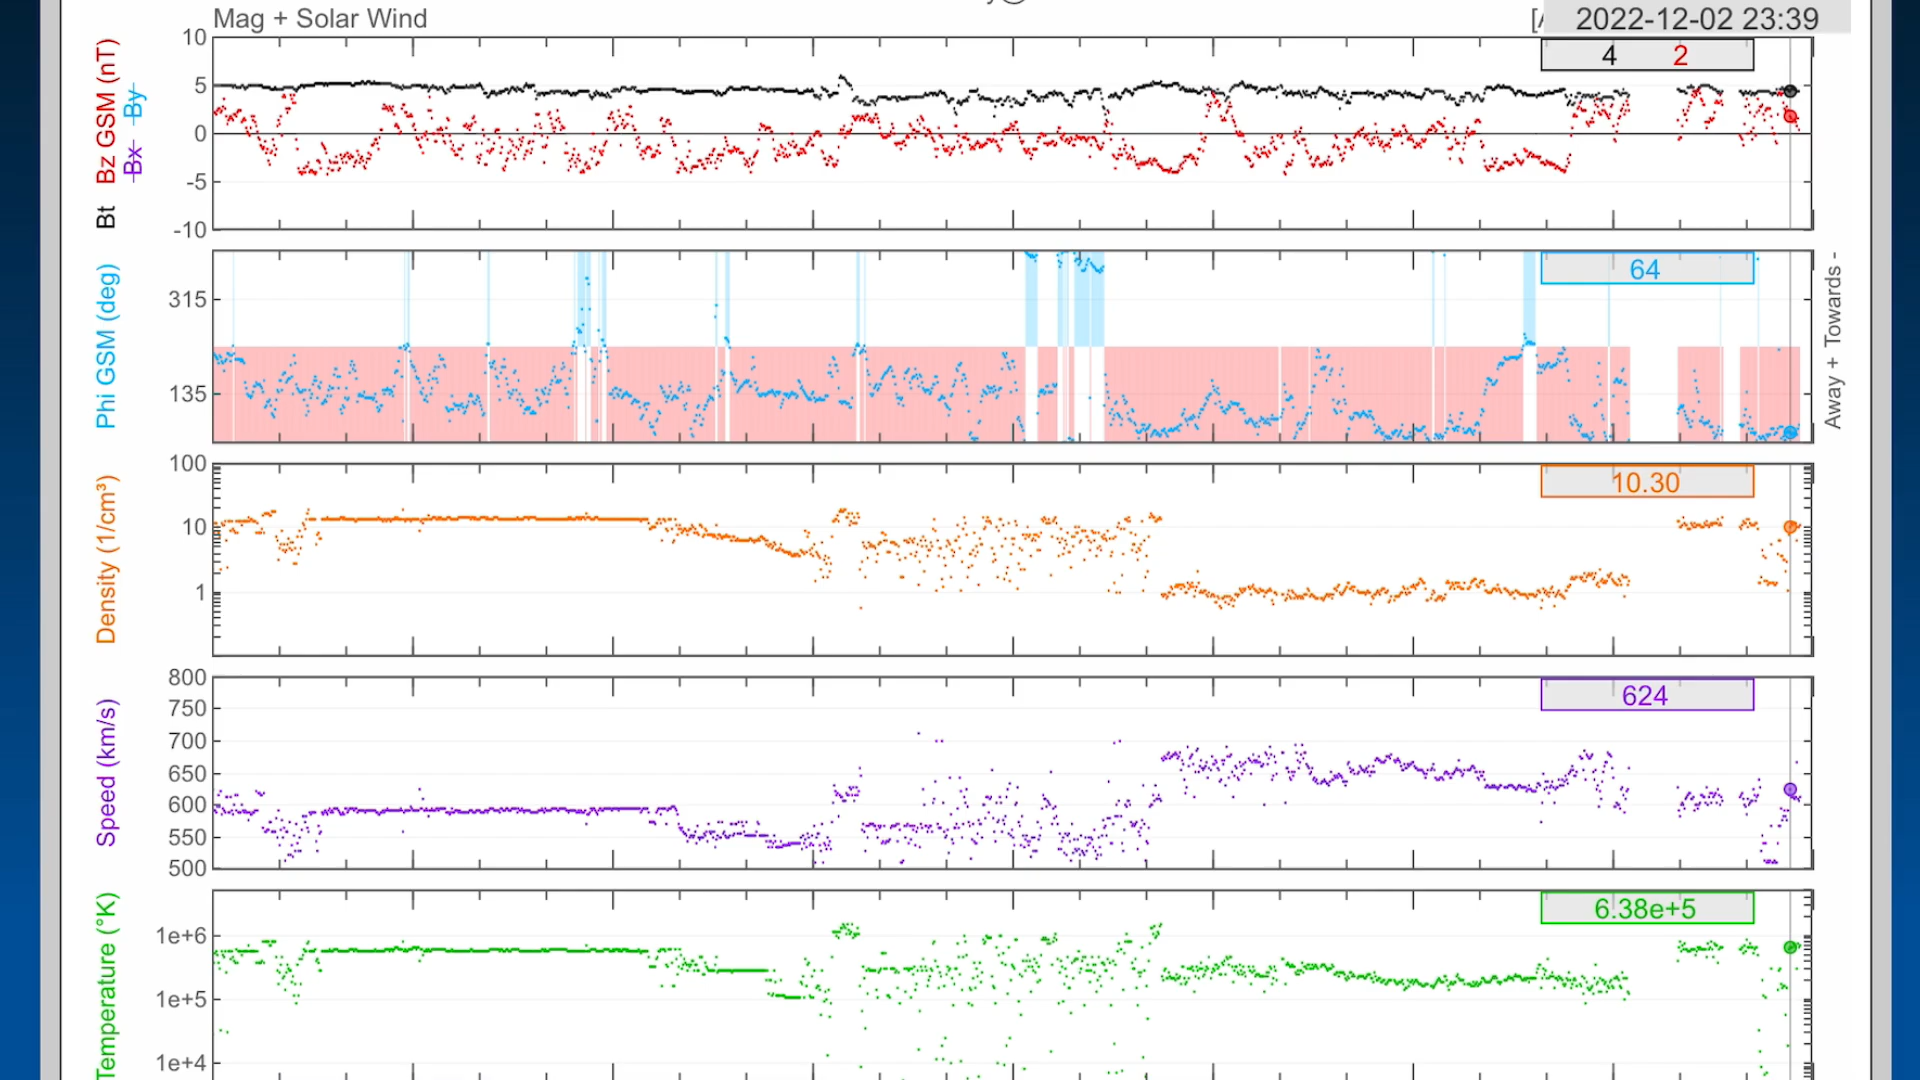 Mag + Solar Wind
2022-12-02 23:39
4 2
10
5
0
-5
-10
Bt Bz GSM (nT)
Bx By
64
315
135
Phi GSM (deg)
Away + Towards -
10.30
100
10
1
Density (1/cm³)
624
800
750
700
650
600
550
500
Speed (km/s)
6.38e+5
1e+6
1e+5
1e+4
Temperature (°K)